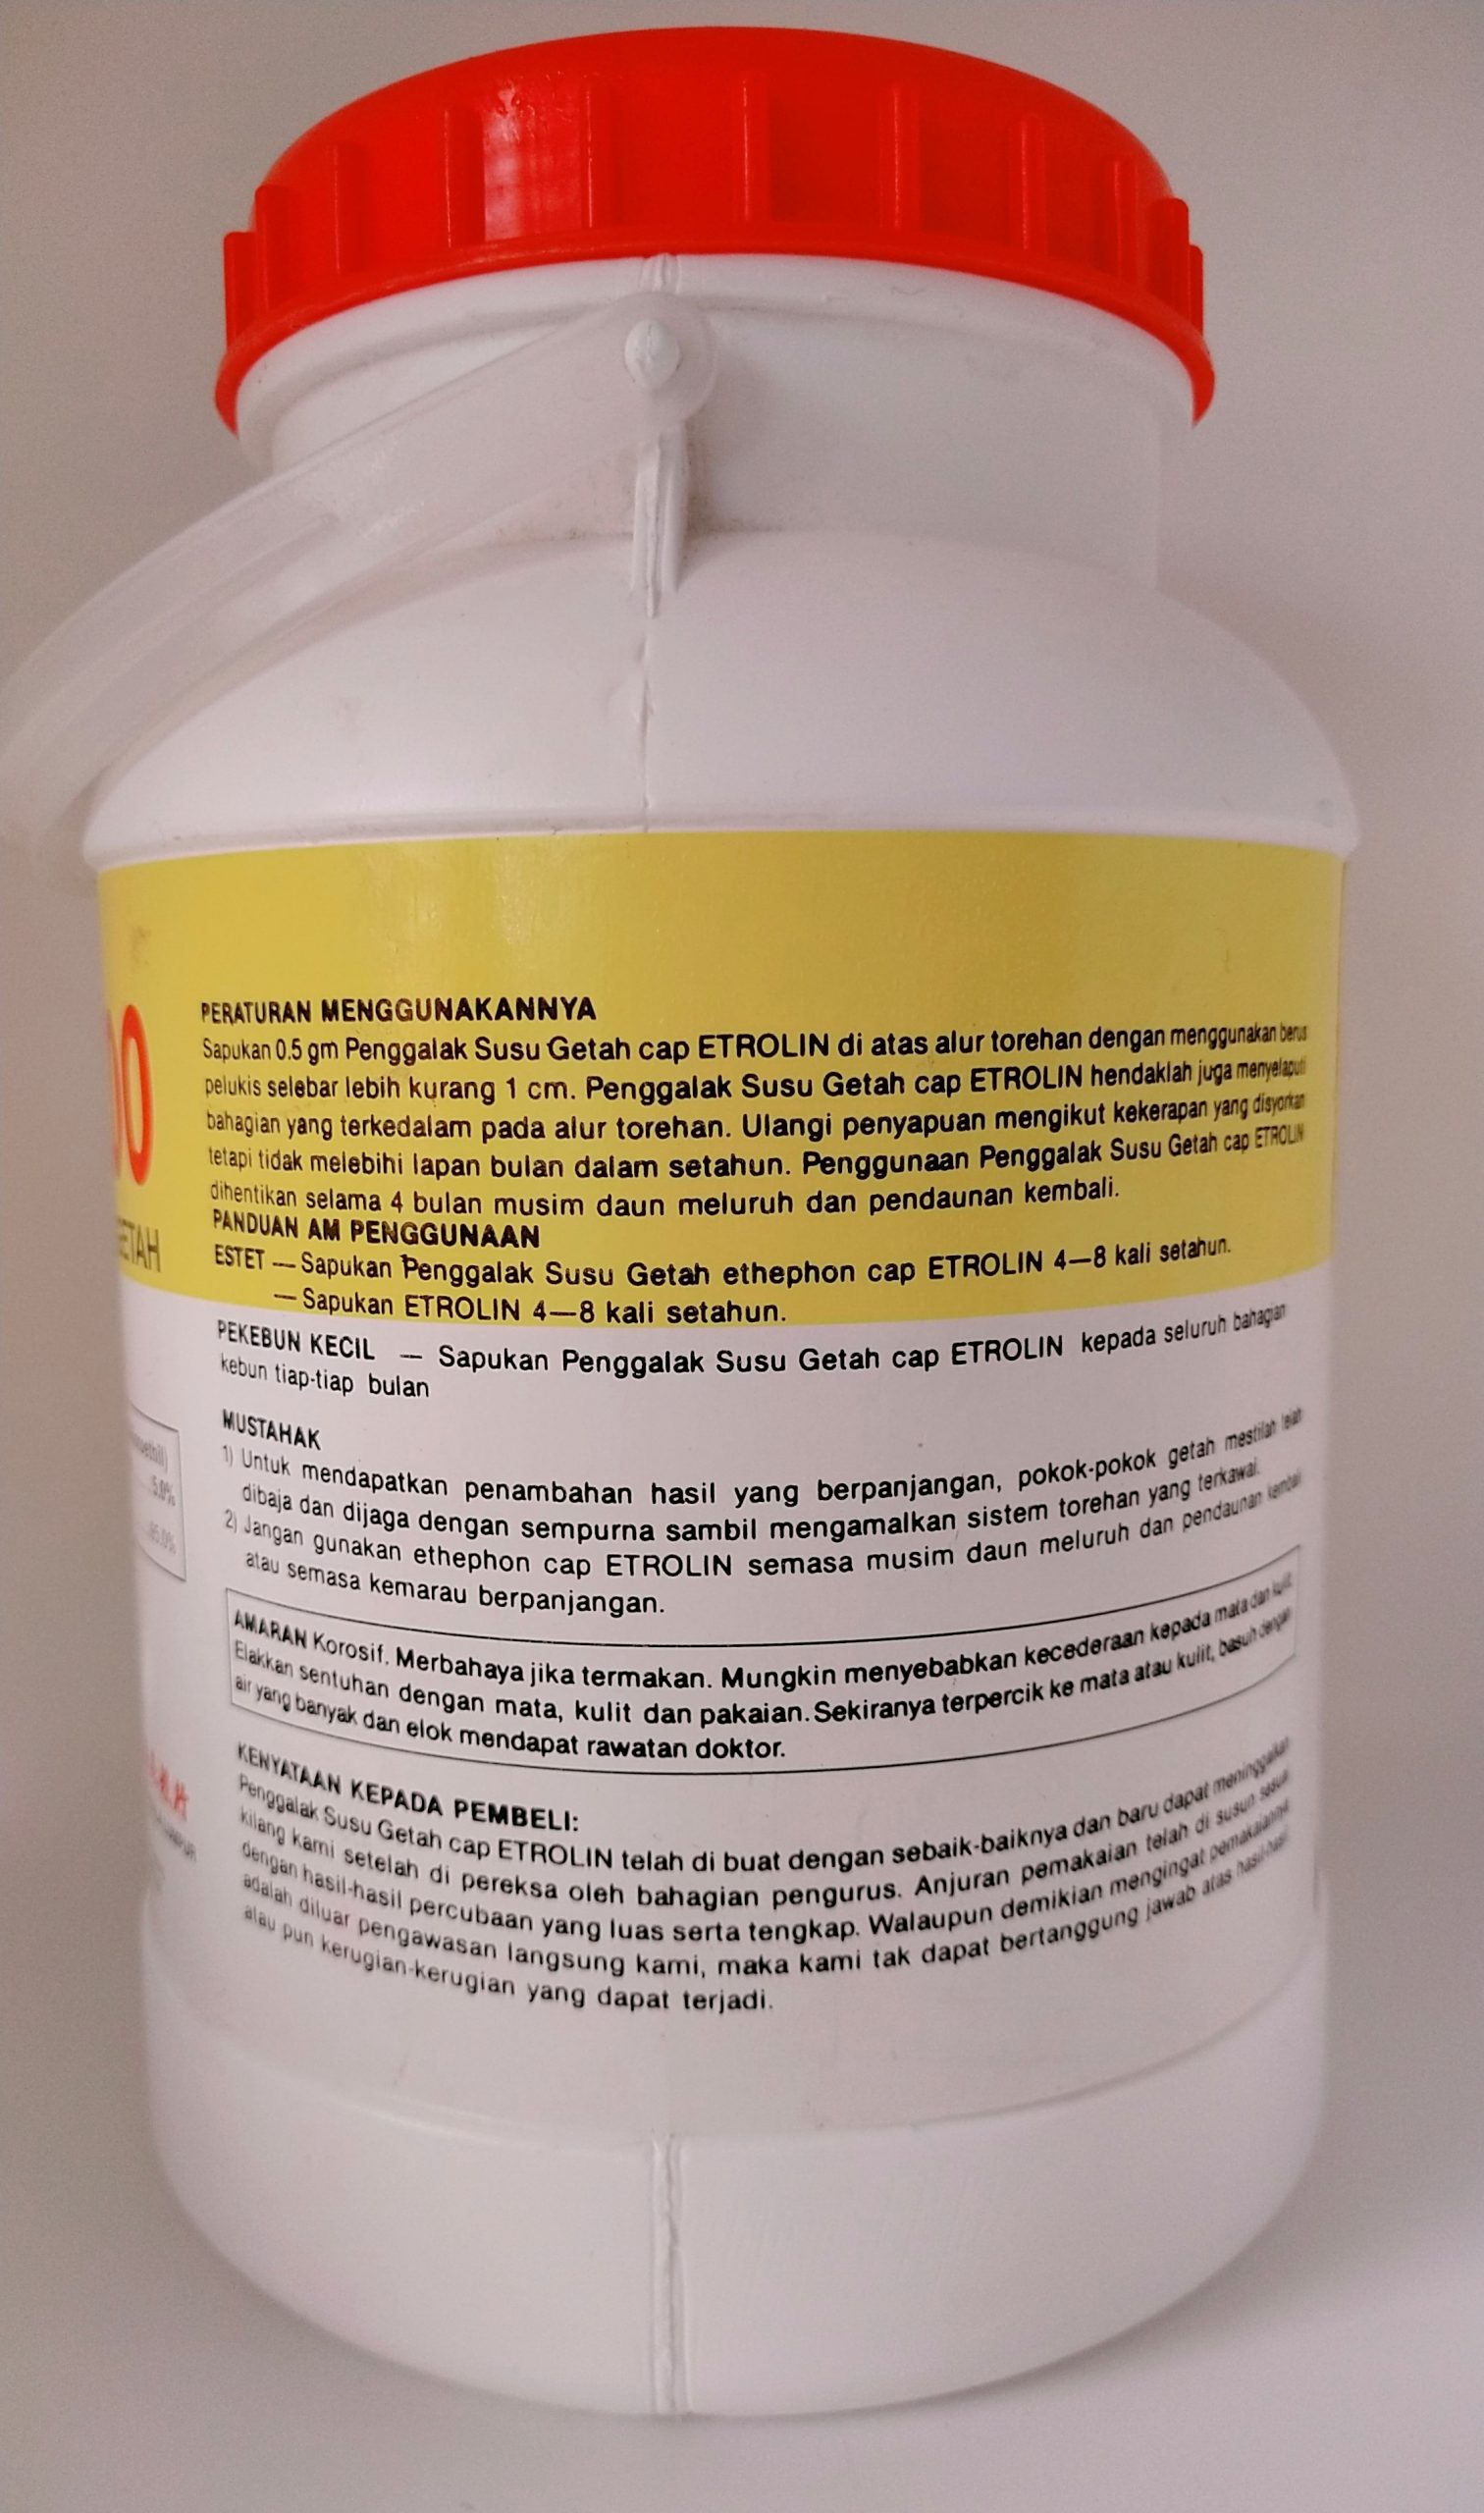 00
ETAH
5.0%
95.0%
PERATURAN MENGGUNAKANNYA
Sapukan 0.5 gm Penggalak Susu Getah cap ETROLIN di atas alur torehan dengan menggunakan berus
pelukis selebar lebih kurang 1 cm. Penggalak Susu Getah cap ETROLIN hendaklah juga menyelaputi
bahagian yang terkedalam pada alur torehan. Ulangi penyapuan mengikut kekerapan yang disyorkan
tetapi tidak melebihi lapan bulan dalam setahun. Penggunaan Penggalak Susu Getah cap ETROLIN
dihentikan selama 4 bulan musim daun meluruh dan pendaunan kembali.
PANDUAN AM PENGGUNAAN
ESTET — Sapukan Penggalak Susu Getah ethephon cap ETROLIN 4—8 kali setahun.
— Sapukan ETROLIN 4—8 kali setahun.
PEKEBUN KECIL — Sapukan Penggalak Susu Getah cap ETROLIN kepada seluruh bahagian
kebun tiap-tiap bulan
MUSTAHAK
1) Untuk mendapatkan penambahan hasil yang berpanjangan, pokok-pokok getah mestilah
dibaja dan dijaga dengan sempurna sambil mengamalkan sistem torehan yang terkawal.
2) Jangan gunakan ethephon cap ETROLIN semasa musim daun meluruh dan pendaunan kembali
atau semasa kemarau berpanjangan.
AMARAN Korosif. Merbahaya jika termakan. Mungkin menyebabkan kecederaan kepada mata dan kulit.
Elakkan sentuhan dengan mata, kulit dan pakaian. Sekiranya terpercik ke mata atau kulit, basuh dengan
air yang banyak dan elok mendapat rawatan doktor.
KENYATAAN KEPADA PEMBELI:
Penggalak Susu Getah cap ETROLIN telah di buat dengan sebaik-baiknya dan baru dapat meninggalkan
kilang kami setelah di pereksa oleh bahagian pengurus. Anjuran pemakaian telah di susun sesuai
dengan hasil-hasil percubaan yang luas serta tengkap. Walaupun demikian mengingat pemakaiannya
adalah diluar pengawasan langsung kami, maka kami tak dapat bertanggung jawab atas hasil-hasil
atau pun kerugian-kerugian yang dapat terjadi.